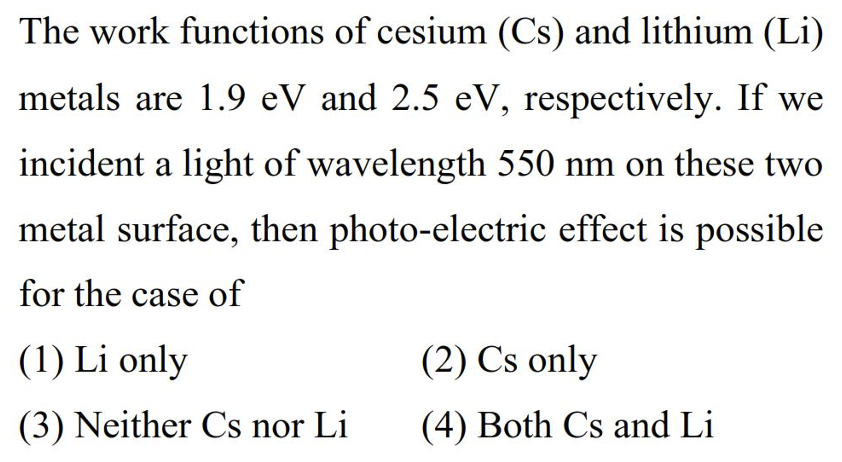 The work functions of cesium (Cs) and lithium (Li)
metals are 1.9 eV and 2.5 eV, respectively. If we
incident a light of wavelength 550 nm on these two
metal surface, then photo-electric effect is possible
for the case of
(1) Li only (2) Cs only
(3) Neither Cs nor Li (4) Both Cs and Li